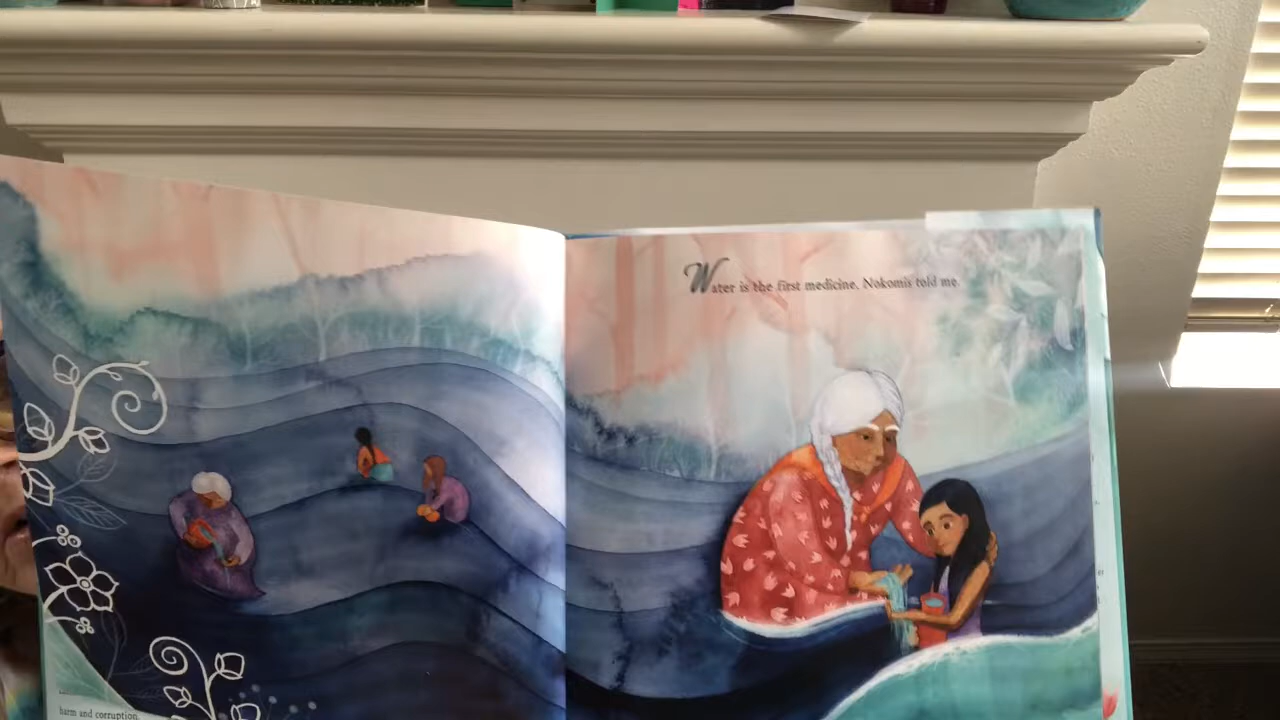 Water is the first medicine, Nokomis told me.
harm and corruption.